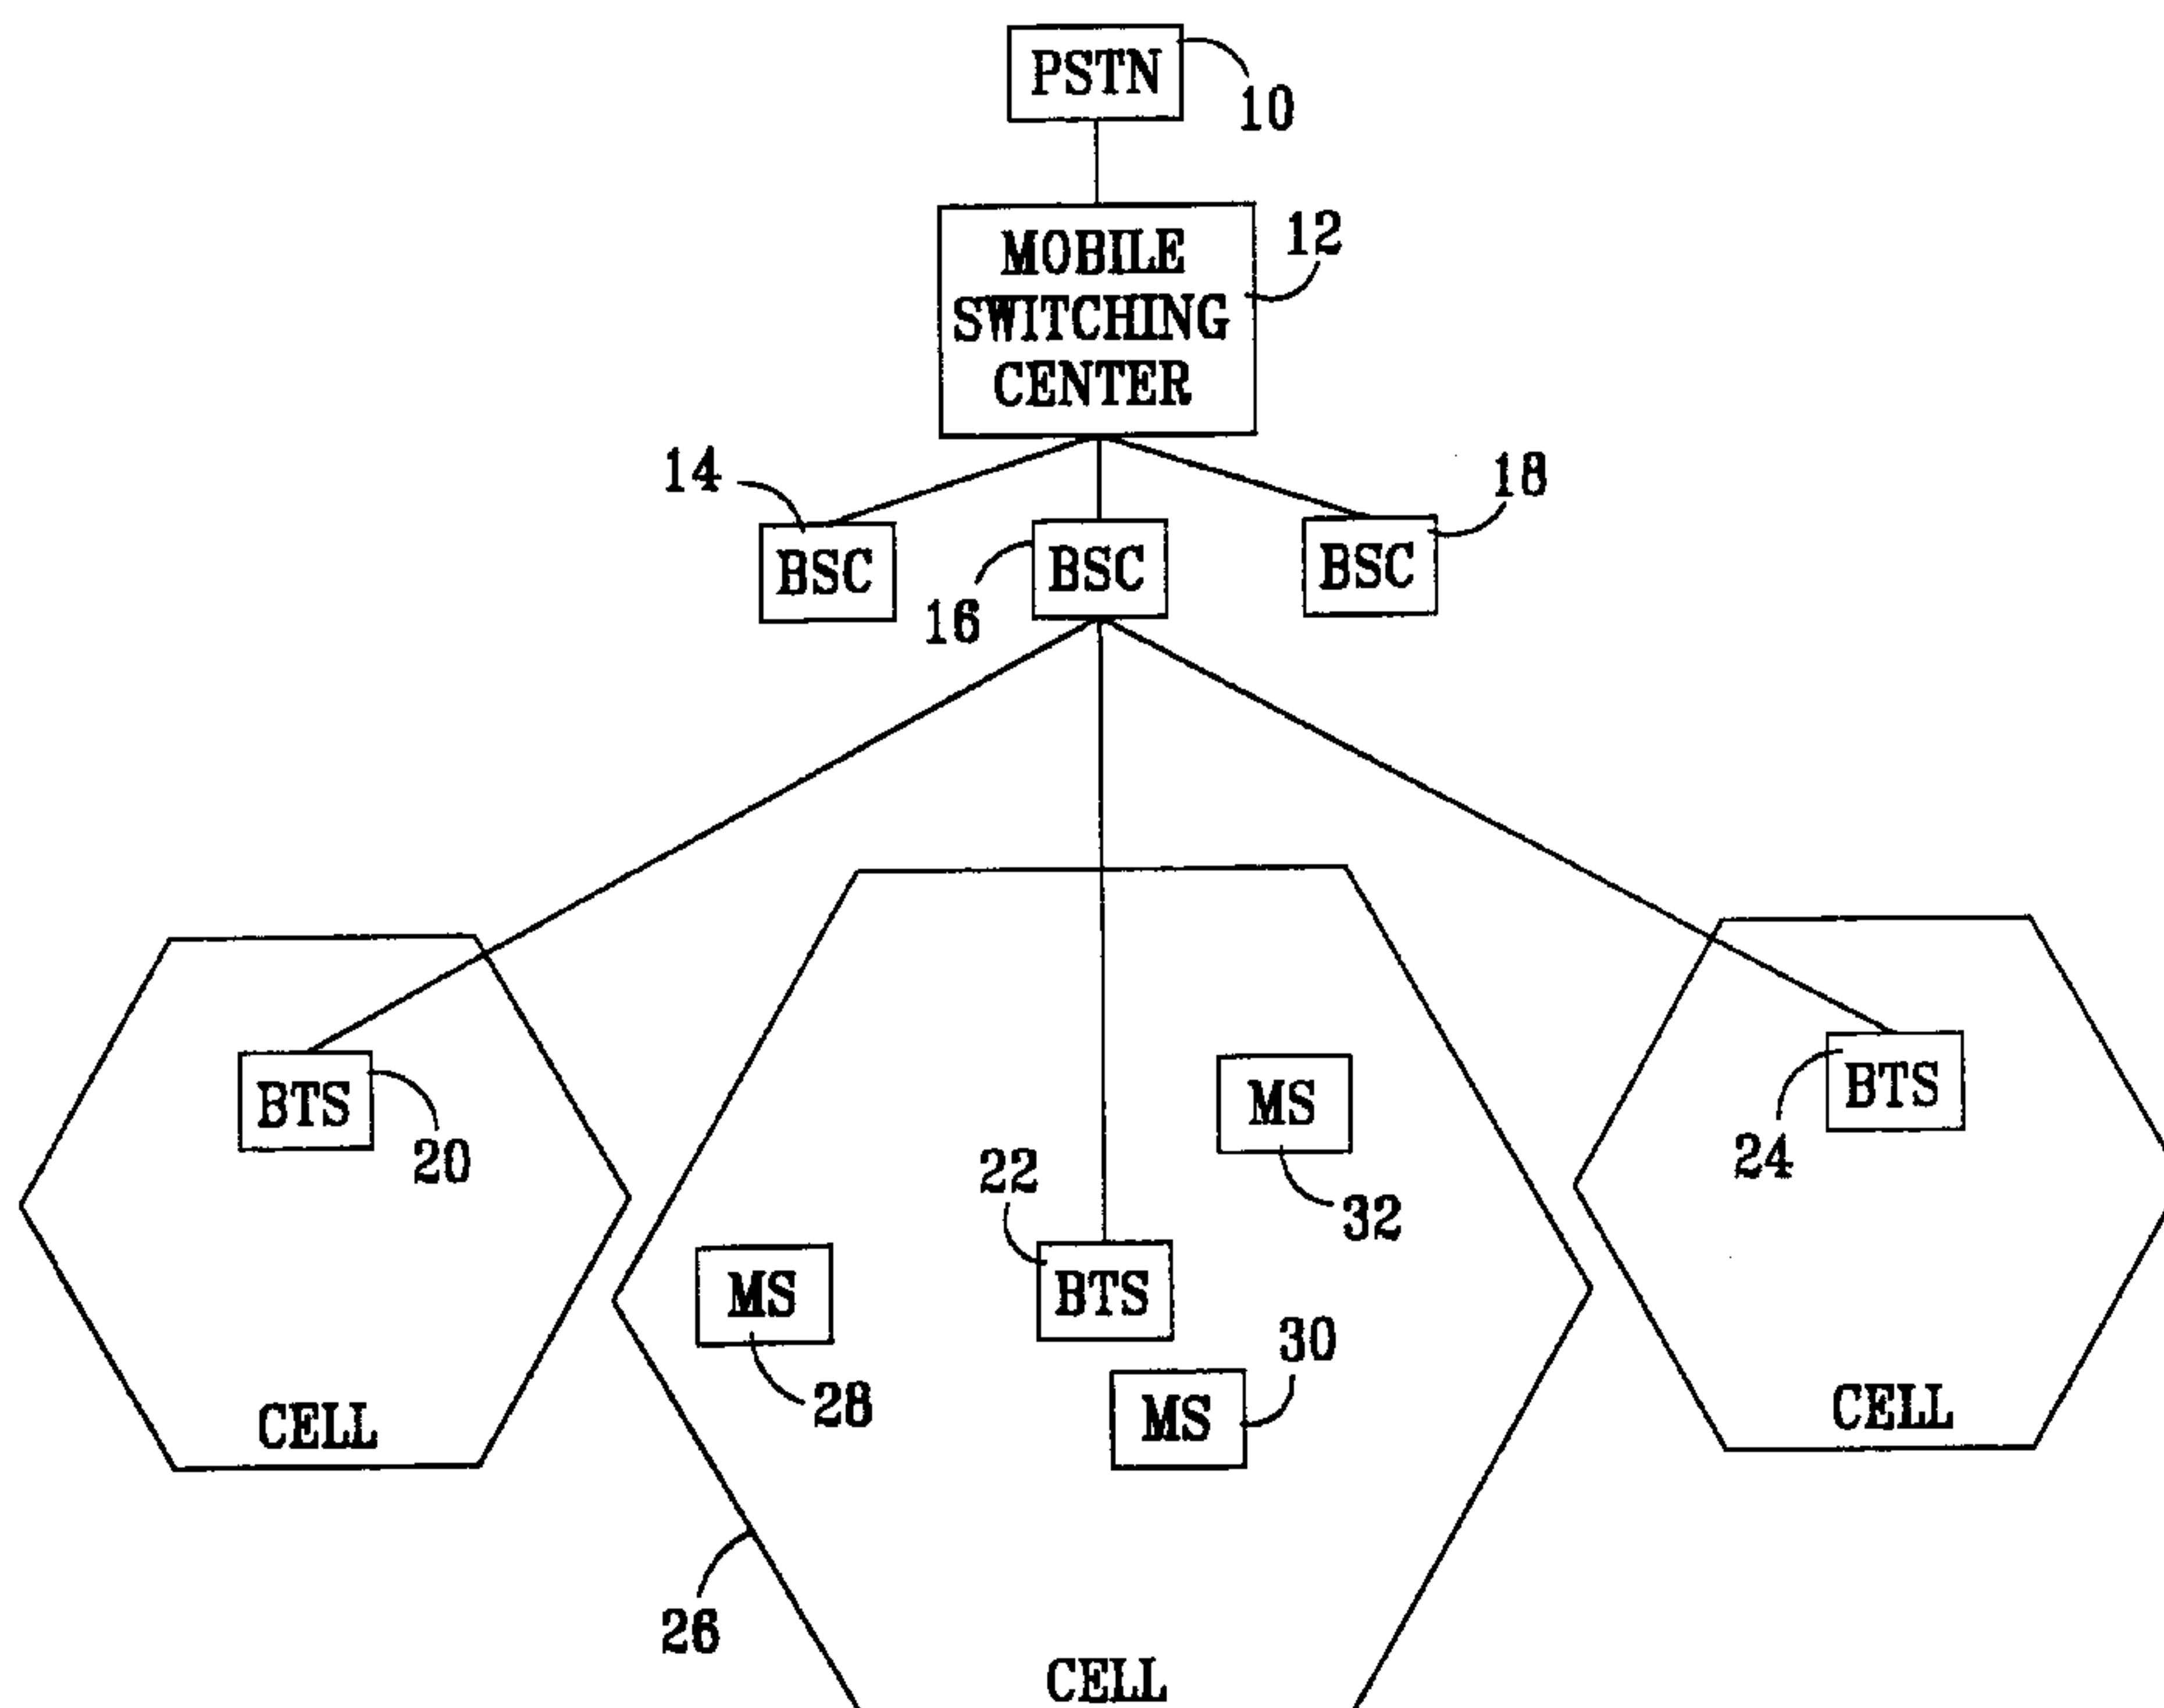 PSTN
10
MOBILE
SWITCHING
CENTER
12
14
18
BSC
BSC
BSC
16
BTS
20
BTS
24
MS
32
22
MS
BTS
28
30
MS
CELL
CELL
26
CELL